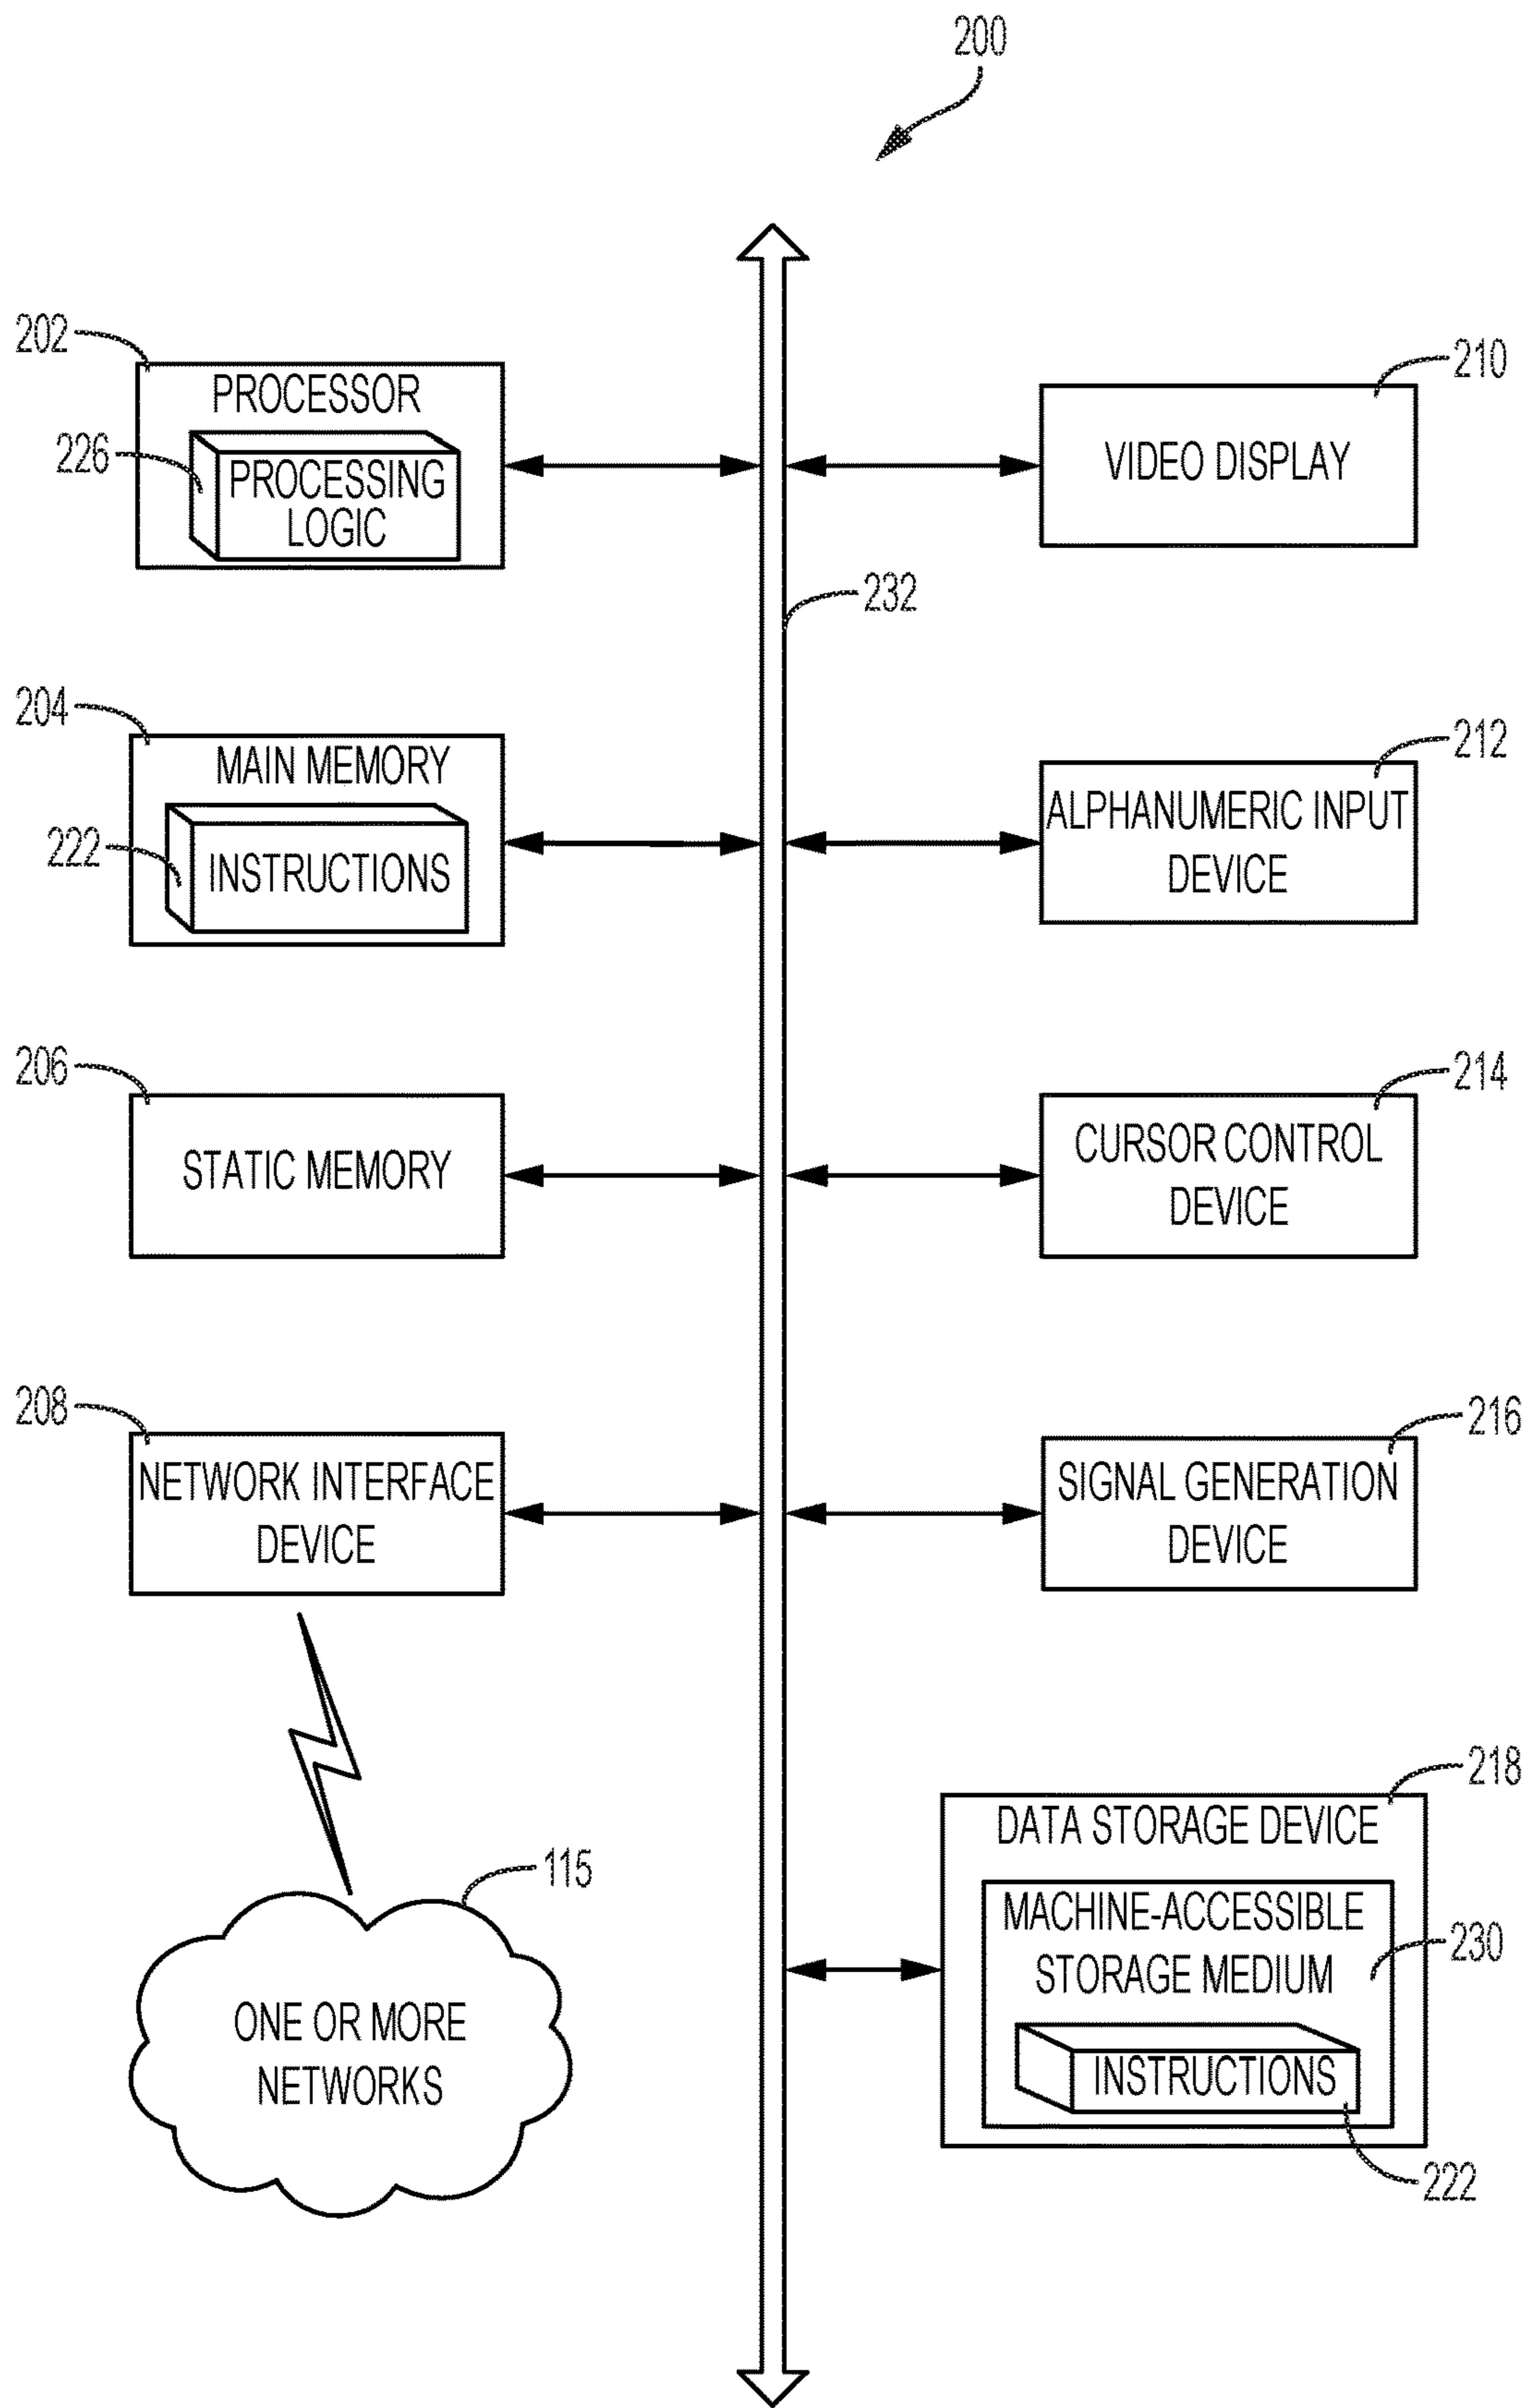 200
202
PROCESSOR
226
PROCESSING
LOGIC
210
VIDEO DISPLAY
232
204
MAIN MEMORY
222
INSTRUCTIONS
212
ALPHANUMERIC INPUT
DEVICE
206
STATIC MEMORY
214
CURSOR CONTROL
DEVICE
208
NETWORK INTERFACE
DEVICE
216
SIGNAL GENERATION
DEVICE
115
ONE OR MORE
NETWORKS
218
DATA STORAGE DEVICE
MACHINE-ACCESSIBLE
STORAGE MEDIUM
230
INSTRUCTIONS
222